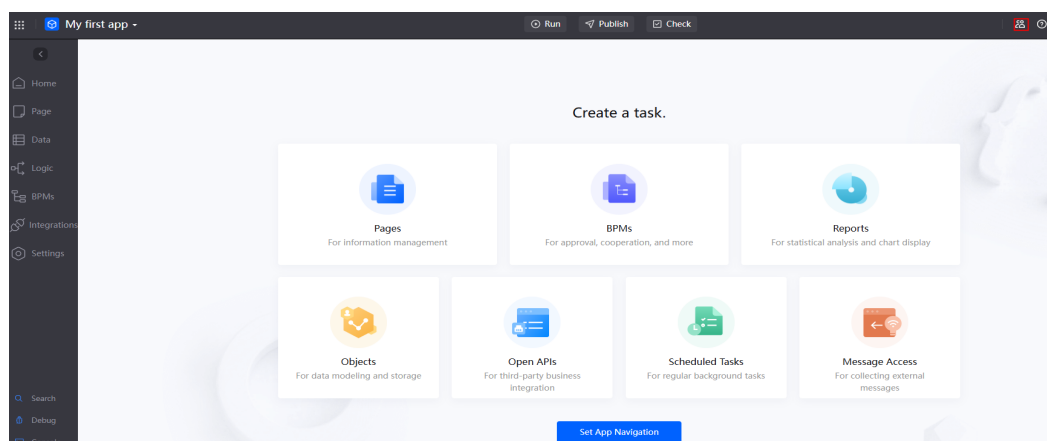 My first app
Run
Publish
Check
Home
Page
Data
Logic
BPMs
Integrations
Settings
Search
Debug
Create a task.
Pages
For information management
BPMs
For approval, cooperation, and more
Reports
For statistical analysis and chart display
Objects
For data modeling and storage
Open APIs
For third-party business
integration
Scheduled Tasks
For regular background tasks
Message Access
For collecting external
messages
Set App Navigation